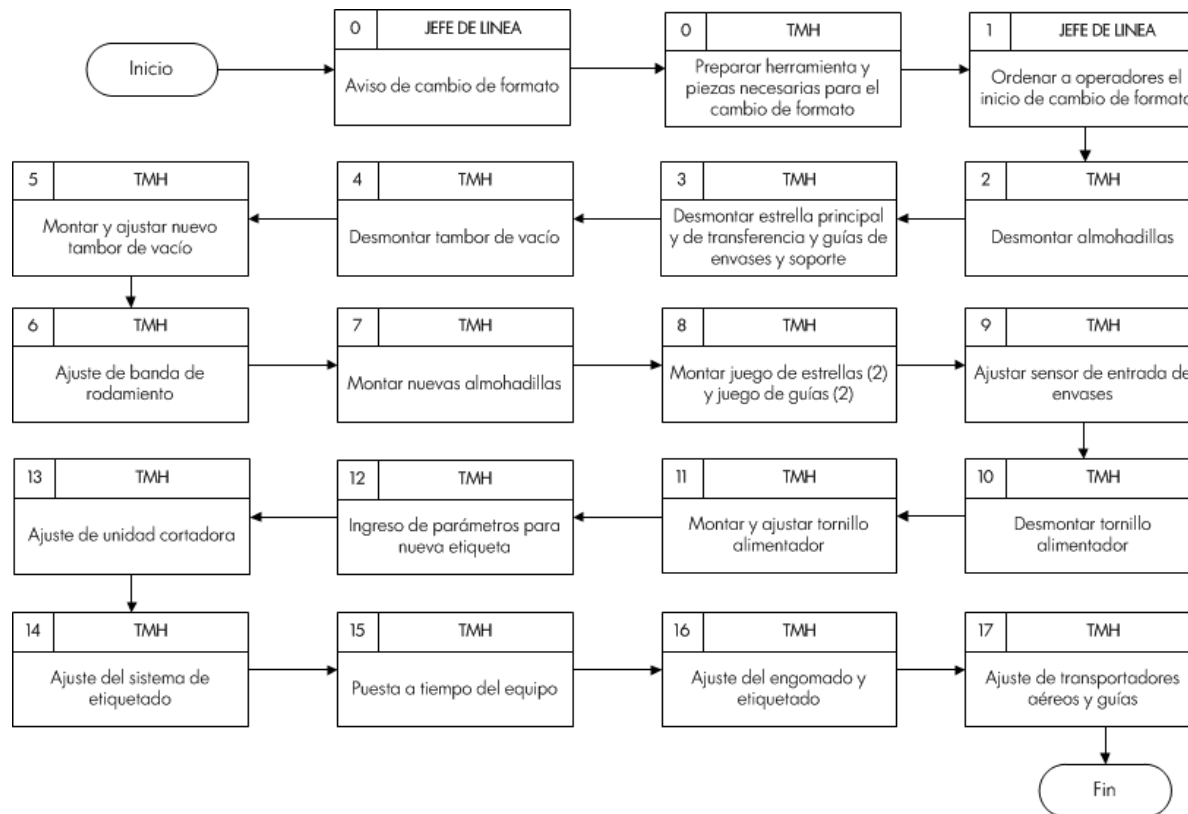 Inicio
0 JEFE DE LINEA
Aviso de cambio de formato
0 TMH
Preparar herramienta y
piezas necesarias para el
cambio de formato
1 JEFE DE LINEA
Ordenar a operadores el
inicio de cambio de formato
2 TMH
Desmontar almohadillas
3 TMH
Desmontar estrella principal
y de transferencia y guías de
envases y soporte
4 TMH
Desmontar tambor de vacío
5 TMH
Montar y ajustar nuevo
tambor de vacío
6 TMH
Ajuste de banda de
rodamiento
7 TMH
Montar nuevas almohadillas
8 TMH
Montar juego de estrellas (2)
y juego de guías (2)
9 TMH
Ajustar sensor de entrada de
envases
10 TMH
Desmontar tornillo
alimentador
11 TMH
Montar y ajustar tornillo
alimentador
12 TMH
Ingreso de parámetros para
nueva etiqueta
13 TMH
Ajuste de unidad cortadora
14 TMH
Ajuste del sistema de
etiquetado
15 TMH
Puesta a tiempo del equipo
16 TMH
Ajuste del engomado y
etiquetado
17 TMH
Ajuste de transportadores
aéreos y guías
Fin